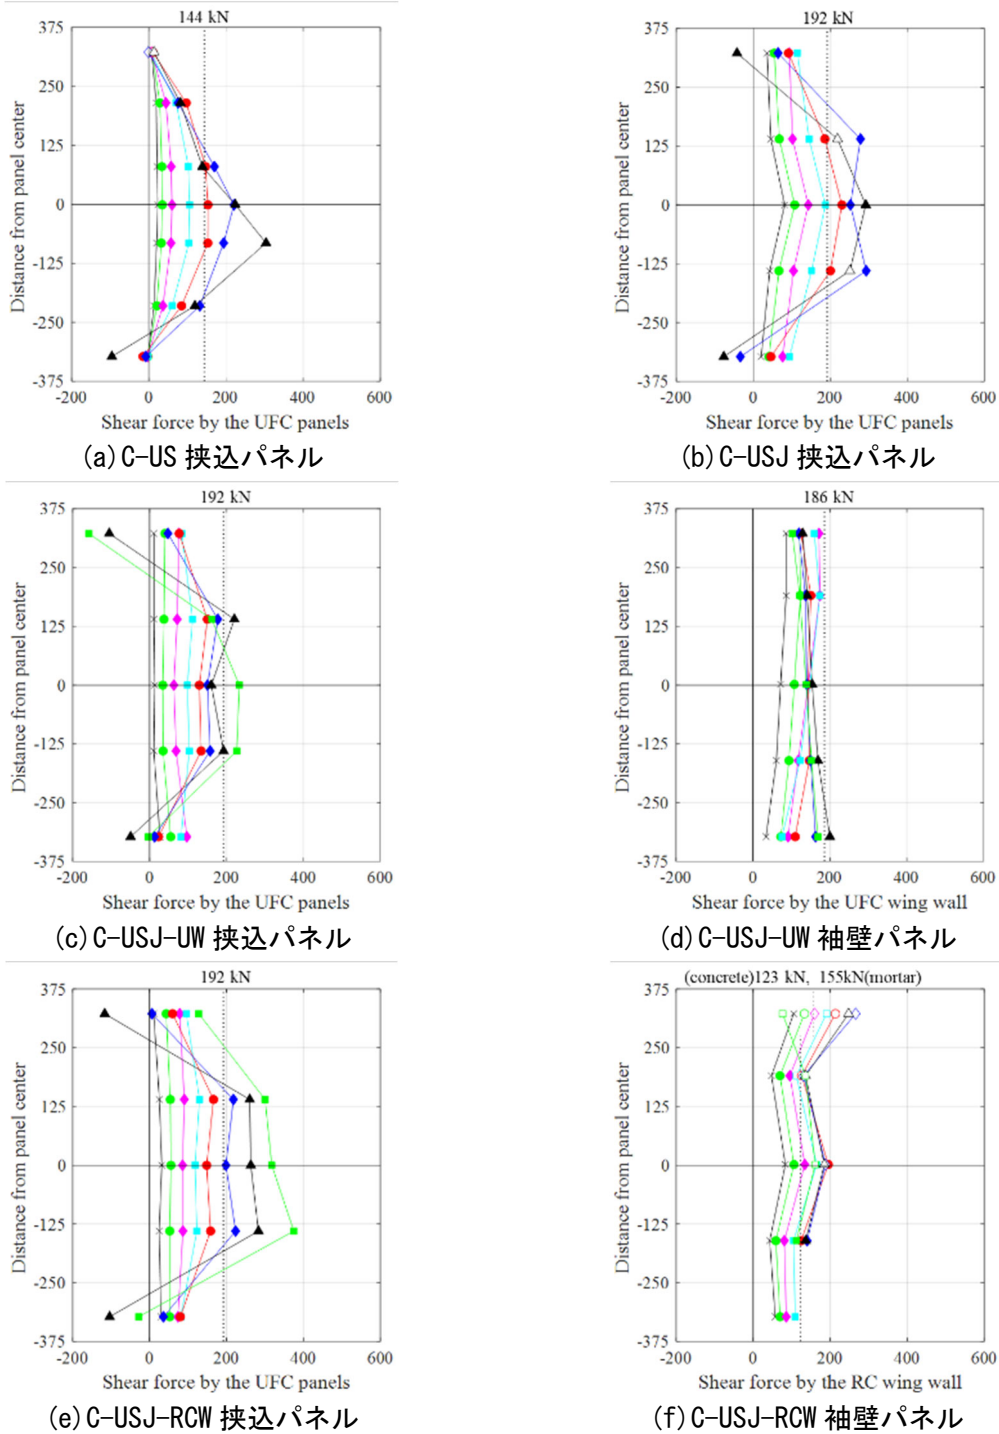 144 kN
375
250
125
0
-125
-250
-375
-200 0 200 400 600
Distance from panel center
Shear force by the UFC panels
(a) C-US 挟込パネル
192 kN
375
250
125
0
-125
-250
-375
-200 0 200 400 600
Distance from panel center
Shear force by the UFC panels
(b) C-USJ 挟込パネル
192 kN
375
250
125
0
-125
-250
-375
-200 0 200 400 600
Distance from panel center
Shear force by the UFC panels
(c) C-USJ-UW 挟込パネル
186 kN
375
250
125
0
-125
-250
-375
-200 0 200 400 600
Distance from panel center
Shear force by the UFC wing wall
(d) C-USJ-UW 袖壁パネル
192 kN
375
250
125
0
-125
-250
-375
-200 0 200 400 600
Distance from panel center
Shear force by the UFC panels
(e) C-USJ-RCW 挟込パネル
(concrete)123 kN, 155kN(mortar)
375
250
125
0
-125
-250
-375
-200 0 200 400 600
Distance from panel center
Shear force by the RC wing wall
(f) C-USJ-RCW 袖壁パネル